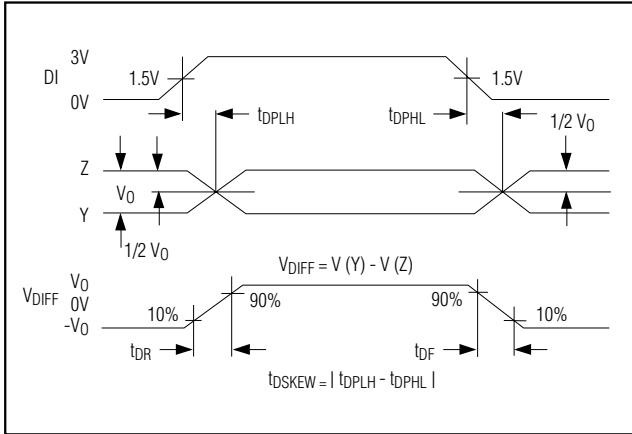 3V
DI
1.5V
1.5V
0V
tDPLH
tDPHL
1/2 VO
Z
VO
Y
1/2 VO
VDIFF = V (Y) - V (Z)
VO
VDIFF 0V
-VO
10%
90%
90%
10%
tDR
tDF
tDSKEW = | tDPLH - tDPHL |